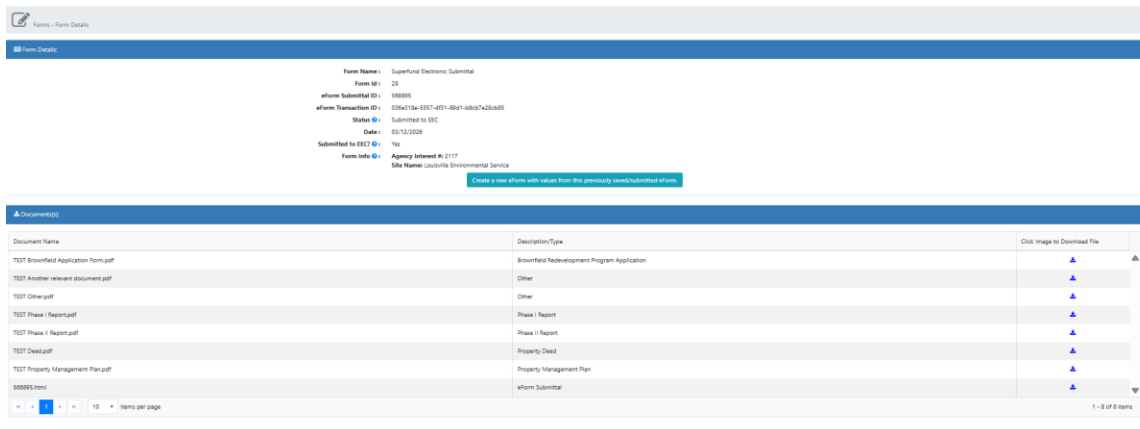 Forms - Form Details
Form Details:
Form Name : Superfund Electronic Submittal
Form Id : 29
eForm Submittal ID : 568895
eForm Transaction ID : 036e318e-5557-4f31-89d1-b8cb7e28cb85
Status : Submitted to EEC
Date : 03/12/2026
Submitted to EEC? : Yes
Form Info : Agency Interest #: 2117
Site Name: Louisville Environmental Service
Create a new eForm with values from this previously saved/submitted eForm.
Documents(s):
Document Name Description/Type Click Image to Download File
TEST Brownfield Application Form.pdf Brownfield Redevelopment Program Application
TEST Another relevant document.pdf Other
TEST Other.pdf Other
TEST Phase I Report.pdf Phase I Report
TEST Phase II Report.pdf Phase II Report
TEST Deed.pdf Property Deed
TEST Property Management Plan.pdf Property Management Plan
568895.html eForm Submittal
1 10 items per page 1 - 8 of 8 items